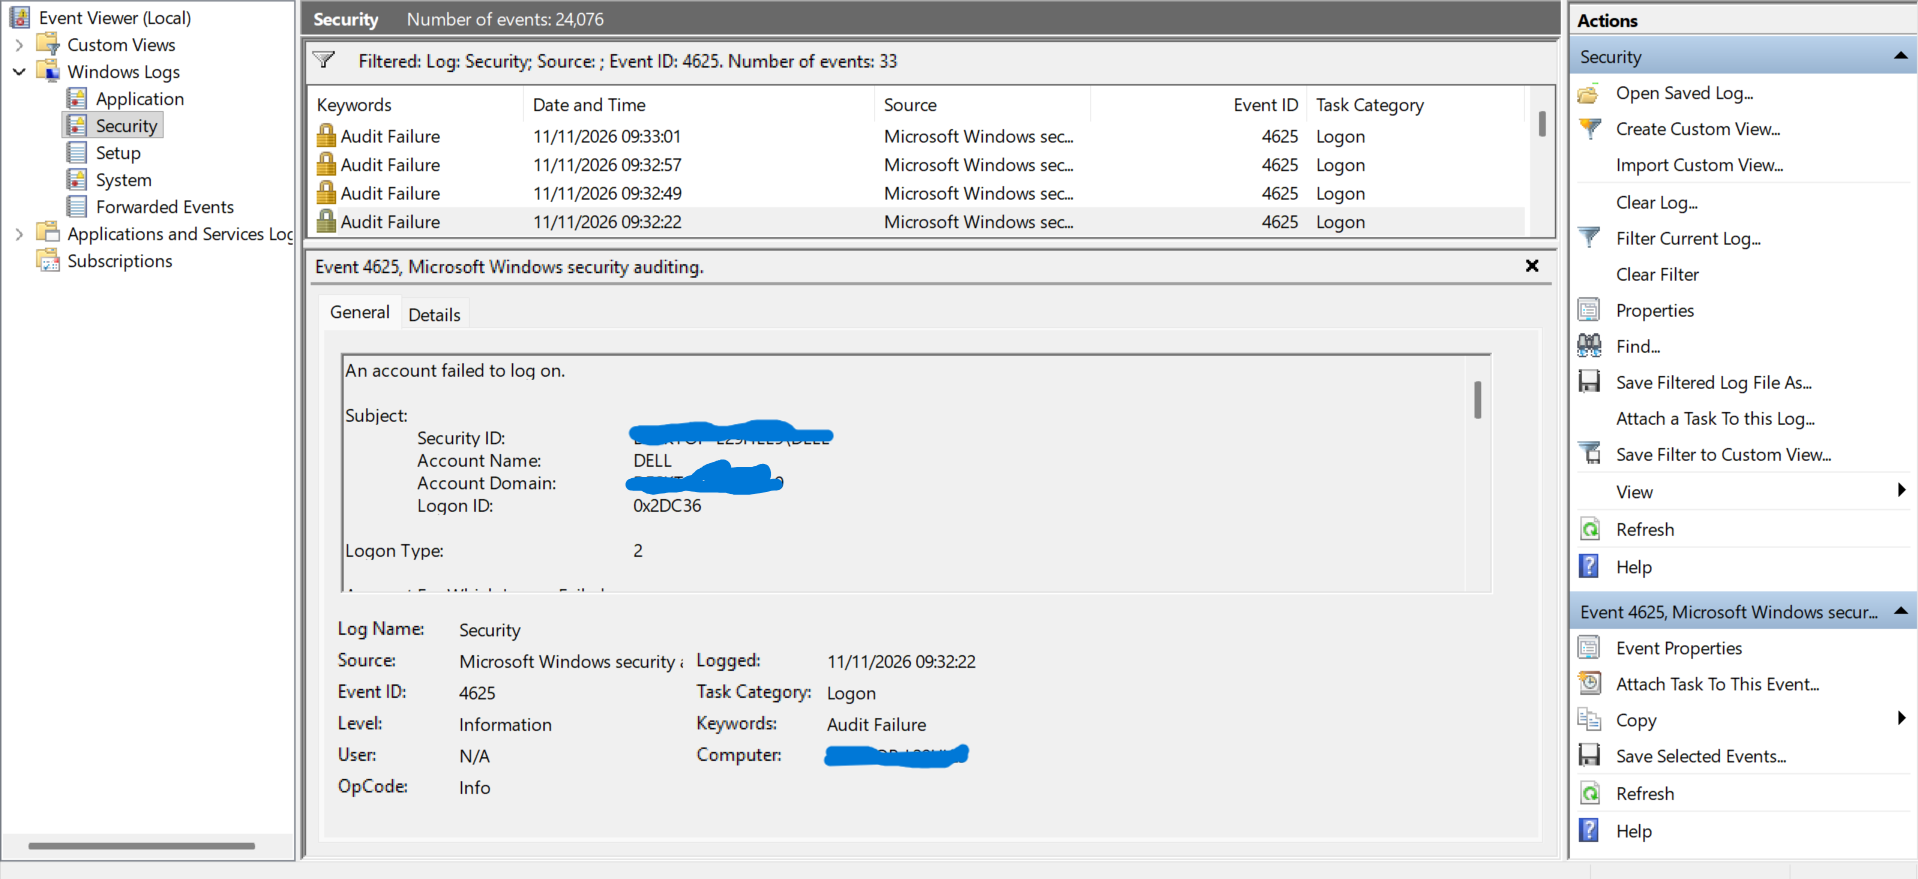 Event Viewer (Local)
Custom Views
Windows Logs
Application
Security
Setup
System
Forwarded Events
Applications and Services Log
Subscriptions
Security Number of events: 24,076
Filtered: Log: Security; Source: ; Event ID: 4625. Number of events: 33
Keywords Date and Time Source Event ID Task Category
Audit Failure 11/11/2026 09:33:01 Microsoft Windows sec... 4625 Logon
Audit Failure 11/11/2026 09:32:57 Microsoft Windows sec... 4625 Logon
Audit Failure 11/11/2026 09:32:49 Microsoft Windows sec... 4625 Logon
Audit Failure 11/11/2026 09:32:22 Microsoft Windows sec... 4625 Logon
Event 4625, Microsoft Windows security auditing.
General Details
An account failed to log on.
Subject:
Security ID:
Account Name: DELL
Account Domain:
Logon ID: 0x2DC36
Logon Type: 2
Log Name: Security
Source: Microsoft Windows security Logged: 11/11/2026 09:32:22
Event ID: 4625 Task Category: Logon
Level: Information Keywords: Audit Failure
User: N/A Computer:
OpCode: Info
Actions
Security
Open Saved Log...
Create Custom View...
Import Custom View...
Clear Log...
Filter Current Log...
Clear Filter
Properties
Find...
Save Filtered Log File As...
Attach a Task To this Log...
Save Filter to Custom View...
View
Refresh
Help
Event 4625, Microsoft Windows secur...
Event Properties
Attach Task To This Event...
Copy
Save Selected Events...
Refresh
Help